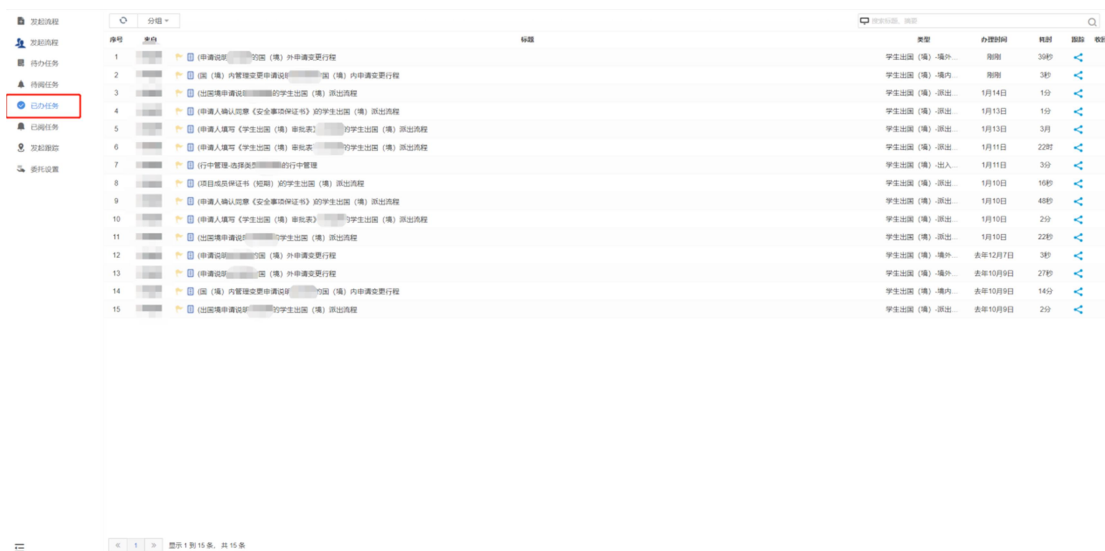 发起流程
发起流程
待办任务
待阅任务
已办任务
已阅任务
发起跟踪
委托设置
分组
搜索标题、摘要
序号 来自 标题 类型 办理时间 耗时 跟踪 收到
1 (申请说明 的国（境）外申请变更行程 学生出国（境）-境外... 刚刚 39秒
2 (国（境）内管理变更申请说明 国（境）内申请变更行程 学生出国（境）-境内... 刚刚 3秒
3 (出国境申请说明 的学生出国（境）派出流程 学生出国（境）-派出... 1月14日 1分
4 (申请人确认同意《安全事项保证书》)的学生出国（境）派出流程 学生出国（境）-派出... 1月13日 1分
5 (申请人填写《学生出国（境）审批表》 的学生出国（境）派出流程 学生出国（境）-派出... 1月13日 3月
6 (申请人填写《学生出国（境）审批表 的学生出国（境）派出流程 学生出国（境）-派出... 1月11日 22时
7 (行中管理-选择类型 的行中管理 学生出国（境）-出入... 1月11日 3分
8 (项目成员保证书（短期）)的学生出国（境）派出流程 学生出国（境）-派出... 1月10日 16秒
9 (申请人确认同意《安全事项保证书》)的学生出国（境）派出流程 学生出国（境）-派出... 1月10日 48秒
10 (申请人填写《学生出国（境）审批表》 的学生出国（境）派出流程 学生出国（境）-派出... 1月10日 2分
11 (出国境申请说明 的学生出国（境）派出流程 学生出国（境）-派出... 1月10日 22秒
12 (申请说明 的国（境）外申请变更行程 学生出国（境）-境外... 去年12月7日 3秒
13 (申请说明 国（境）外申请变更行程 学生出国（境）-境外... 去年10月9日 27秒
14 (国（境）内管理变更申请说明 的国（境）内申请变更行程 学生出国（境）-境内... 去年10月9日 14分
15 (出国境申请说明 的学生出国（境）派出流程 学生出国（境）-派出... 去年10月9日 2分
« 1 » 显示 1 到 15 条，共 15 条